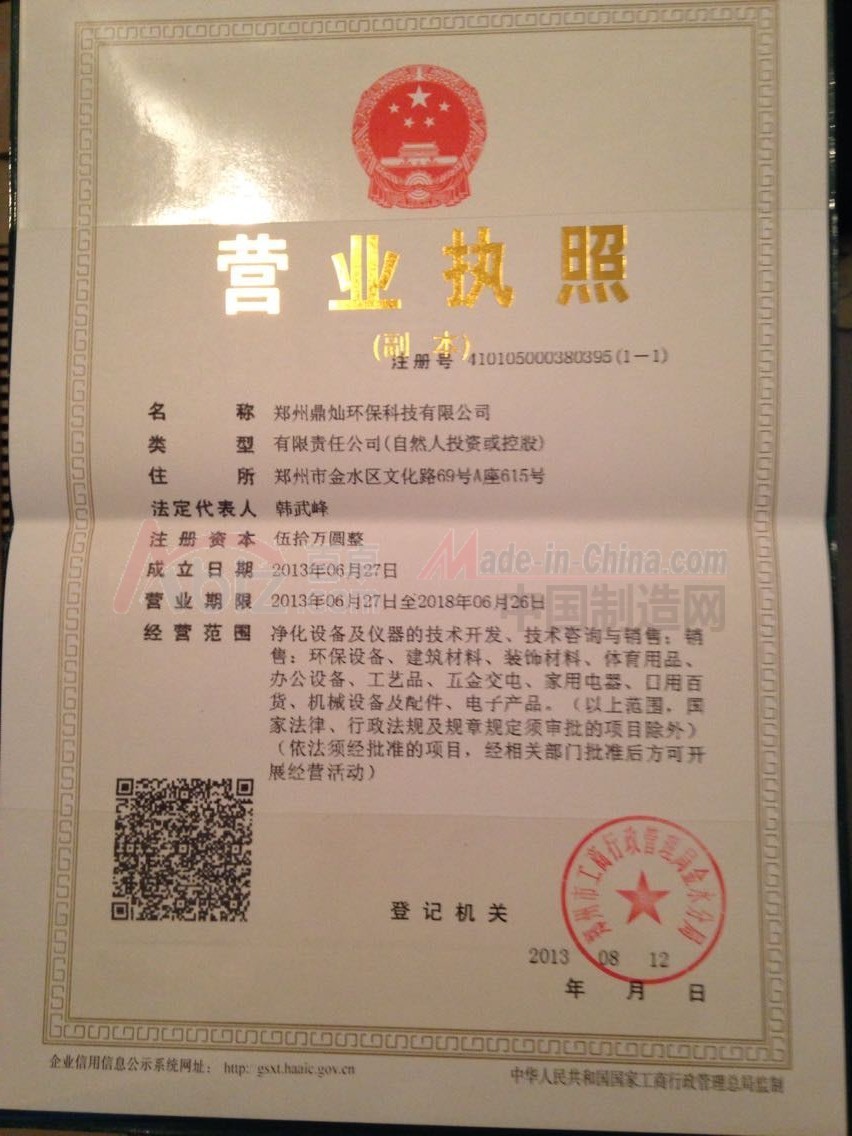 营业执照
(副本)
注册号 410105000380395(1-1)
名称 郑州鼎灿环保科技有限公司
类型 有限责任公司(自然人投资或控股)
住所 郑州市金水区文化路69号A座615号
法定代表人 韩武峰
注册资本 伍拾万圆整
成立日期 2013年06月27日
营业期限 2013年06月27日至2018年06月26日
Made-in-China.com
中国制造网
经营范围 净化设备及仪器的技术开发、技术咨询与销售；销
售：环保设备、建筑材料、装饰材料、体育用品、
办公设备、工艺品、五金交电、家用电器、日用百
货、机械设备及配件、电子产品。（以上范围，国
家法律、行政法规及规章规定须审批的项目除外）
（依法须经批准的项目，经相关部门批准后方可开
展经营活动）
郑州市工商行政管理局金水分局
登记机关
2013 08 12
年 月 日
企业信用信息公示系统网址： http: gsxt.haaic.gov.cn
中华人民共和国国家工商行政管理总局监制